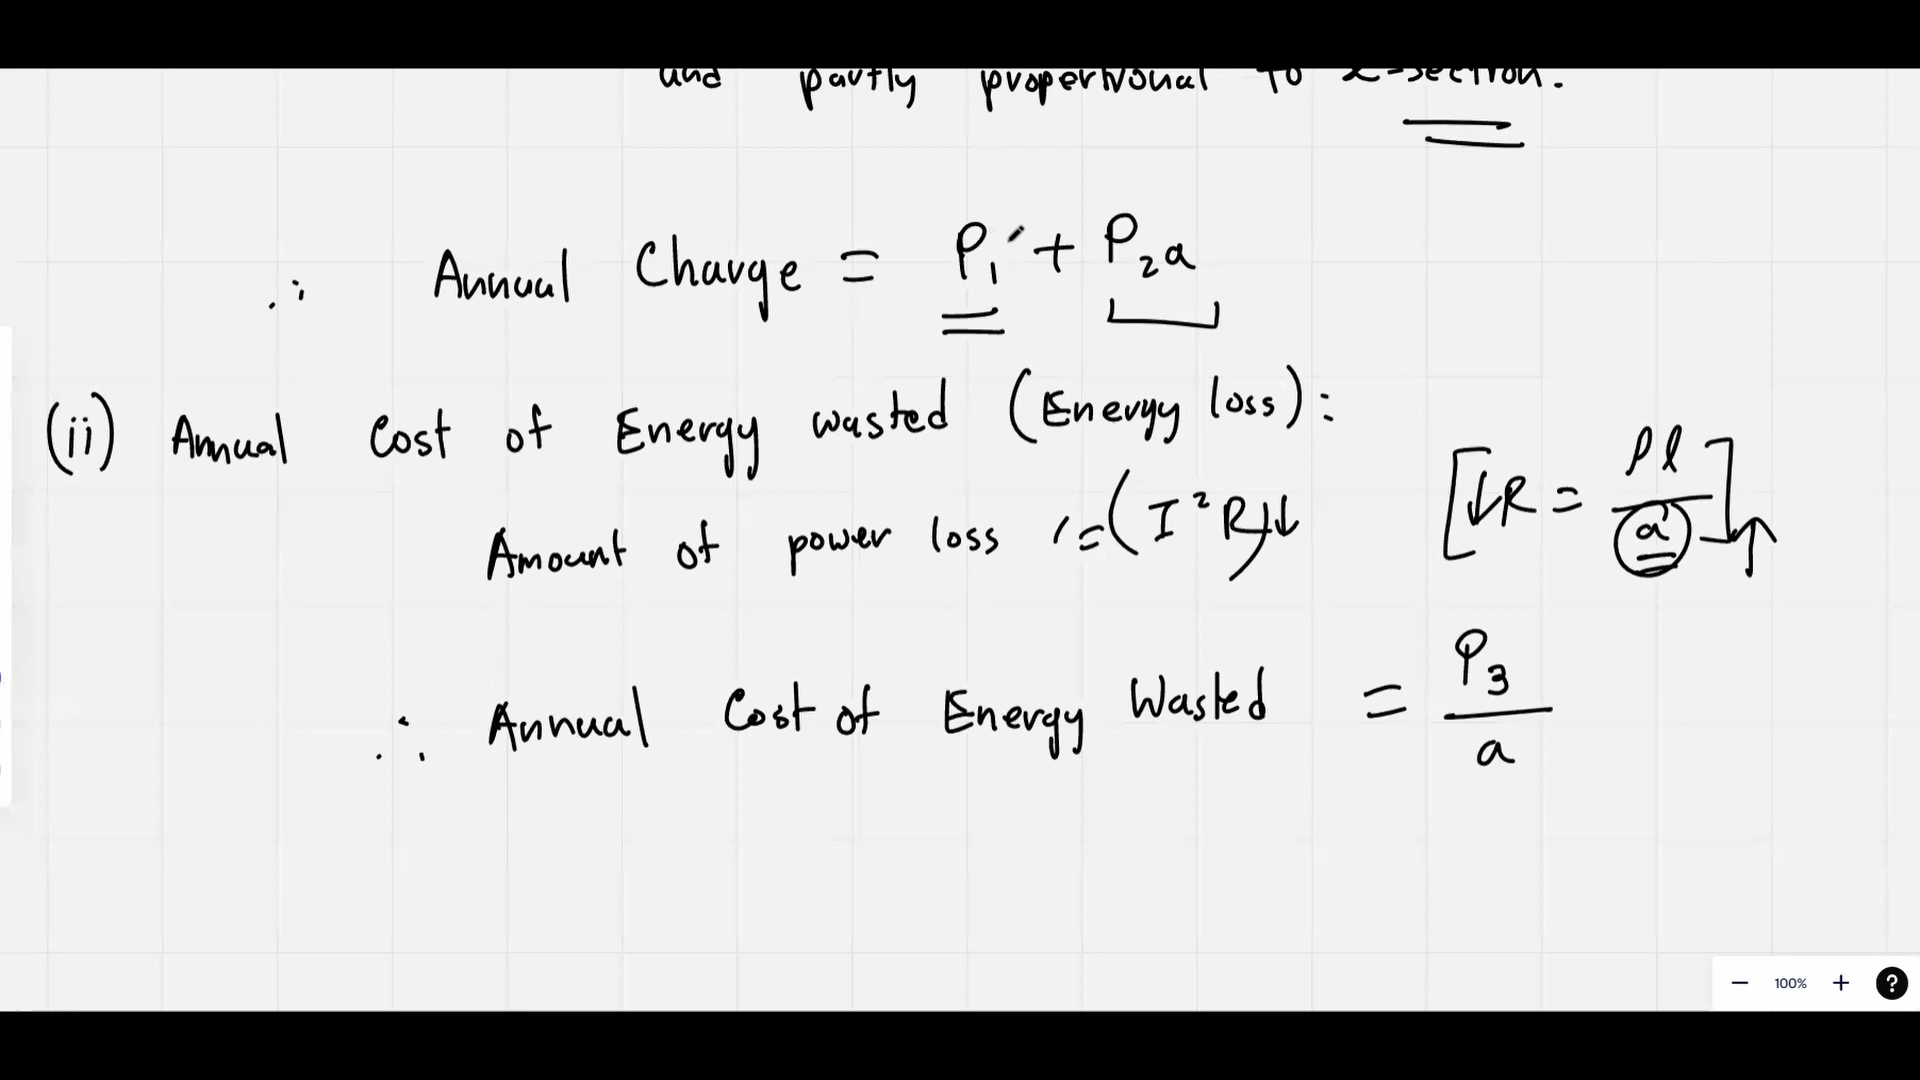 and partly proportional to x-section.
∴ Annual Charge = P₁ + P₂a
(ii) Annual Cost of Energy wasted (Energy loss):
Amount of power loss = (I²R)↓ [↓R = ρl/a]↑
∴ Annual Cost of Energy Wasted = P₃/a
100%